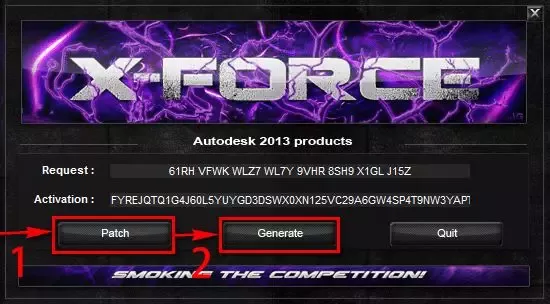 X-FORCE
Autodesk 2013 products
Request : 61RH VFWK WLZ7 WL7Y 9VHR 8SH9 X1GL J15Z
Activation : FYREJQTQ1G4J60L5YUYGD3DSWX0XN125VC29A6GW4SP4T9NW3YAPT
Patch Generate Quit
1 2
SMOKING THE COMPETITION!